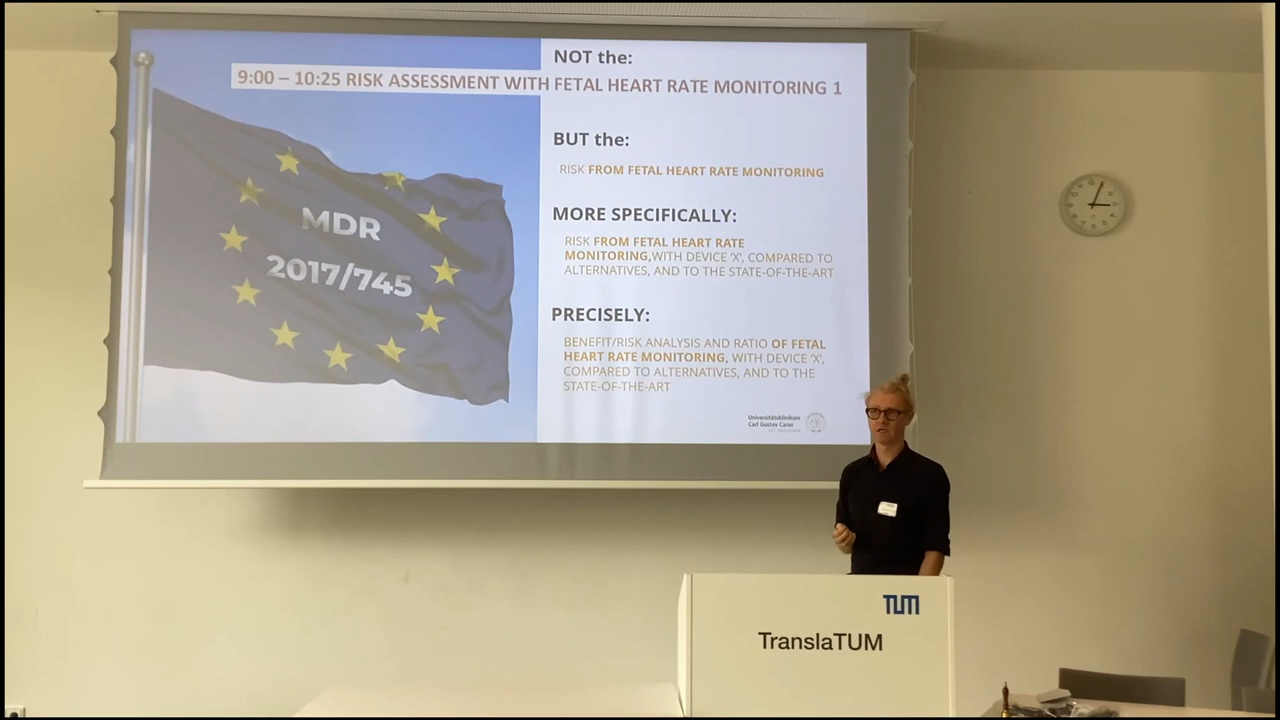 NOT the:
9:00 – 10:25 RISK ASSESSMENT WITH FETAL HEART RATE MONITORING 1
BUT the:
RISK FROM FETAL HEART RATE MONITORING
MORE SPECIFICALLY:
RISK FROM FETAL HEART RATE
MONITORING,WITH DEVICE 'X', COMPARED TO
ALTERNATIVES, AND TO THE STATE-OF-THE-ART
PRECISELY:
BENEFIT/RISK ANALYSIS AND RATIO OF FETAL
HEART RATE MONITORING, WITH DEVICE 'X',
COMPARED TO ALTERNATIVES, AND TO THE
STATE-OF-THE-ART
MDR
2017/745
Universitätsklinikum
Carl Gustav Carus
TUM
TranslaTUM